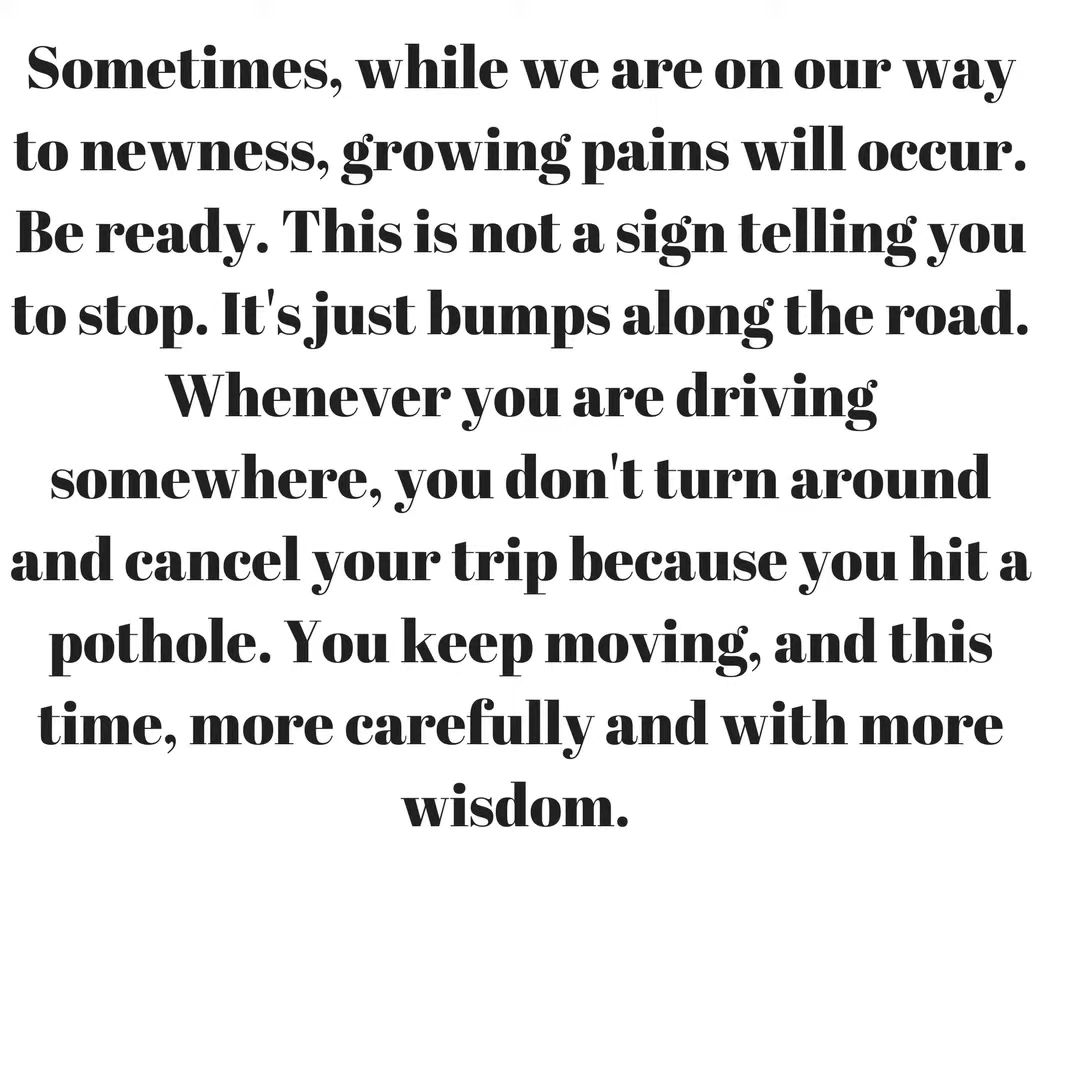 Sometimes, while we are on our way
to newness, growing pains will occur.
Be ready. This is not a sign telling you
to stop. It's just bumps along the road.
Whenever you are driving
somewhere, you don't turn around
and cancel your trip because you hit a
pothole. You keep moving, and this
time, more carefully and with more
wisdom.